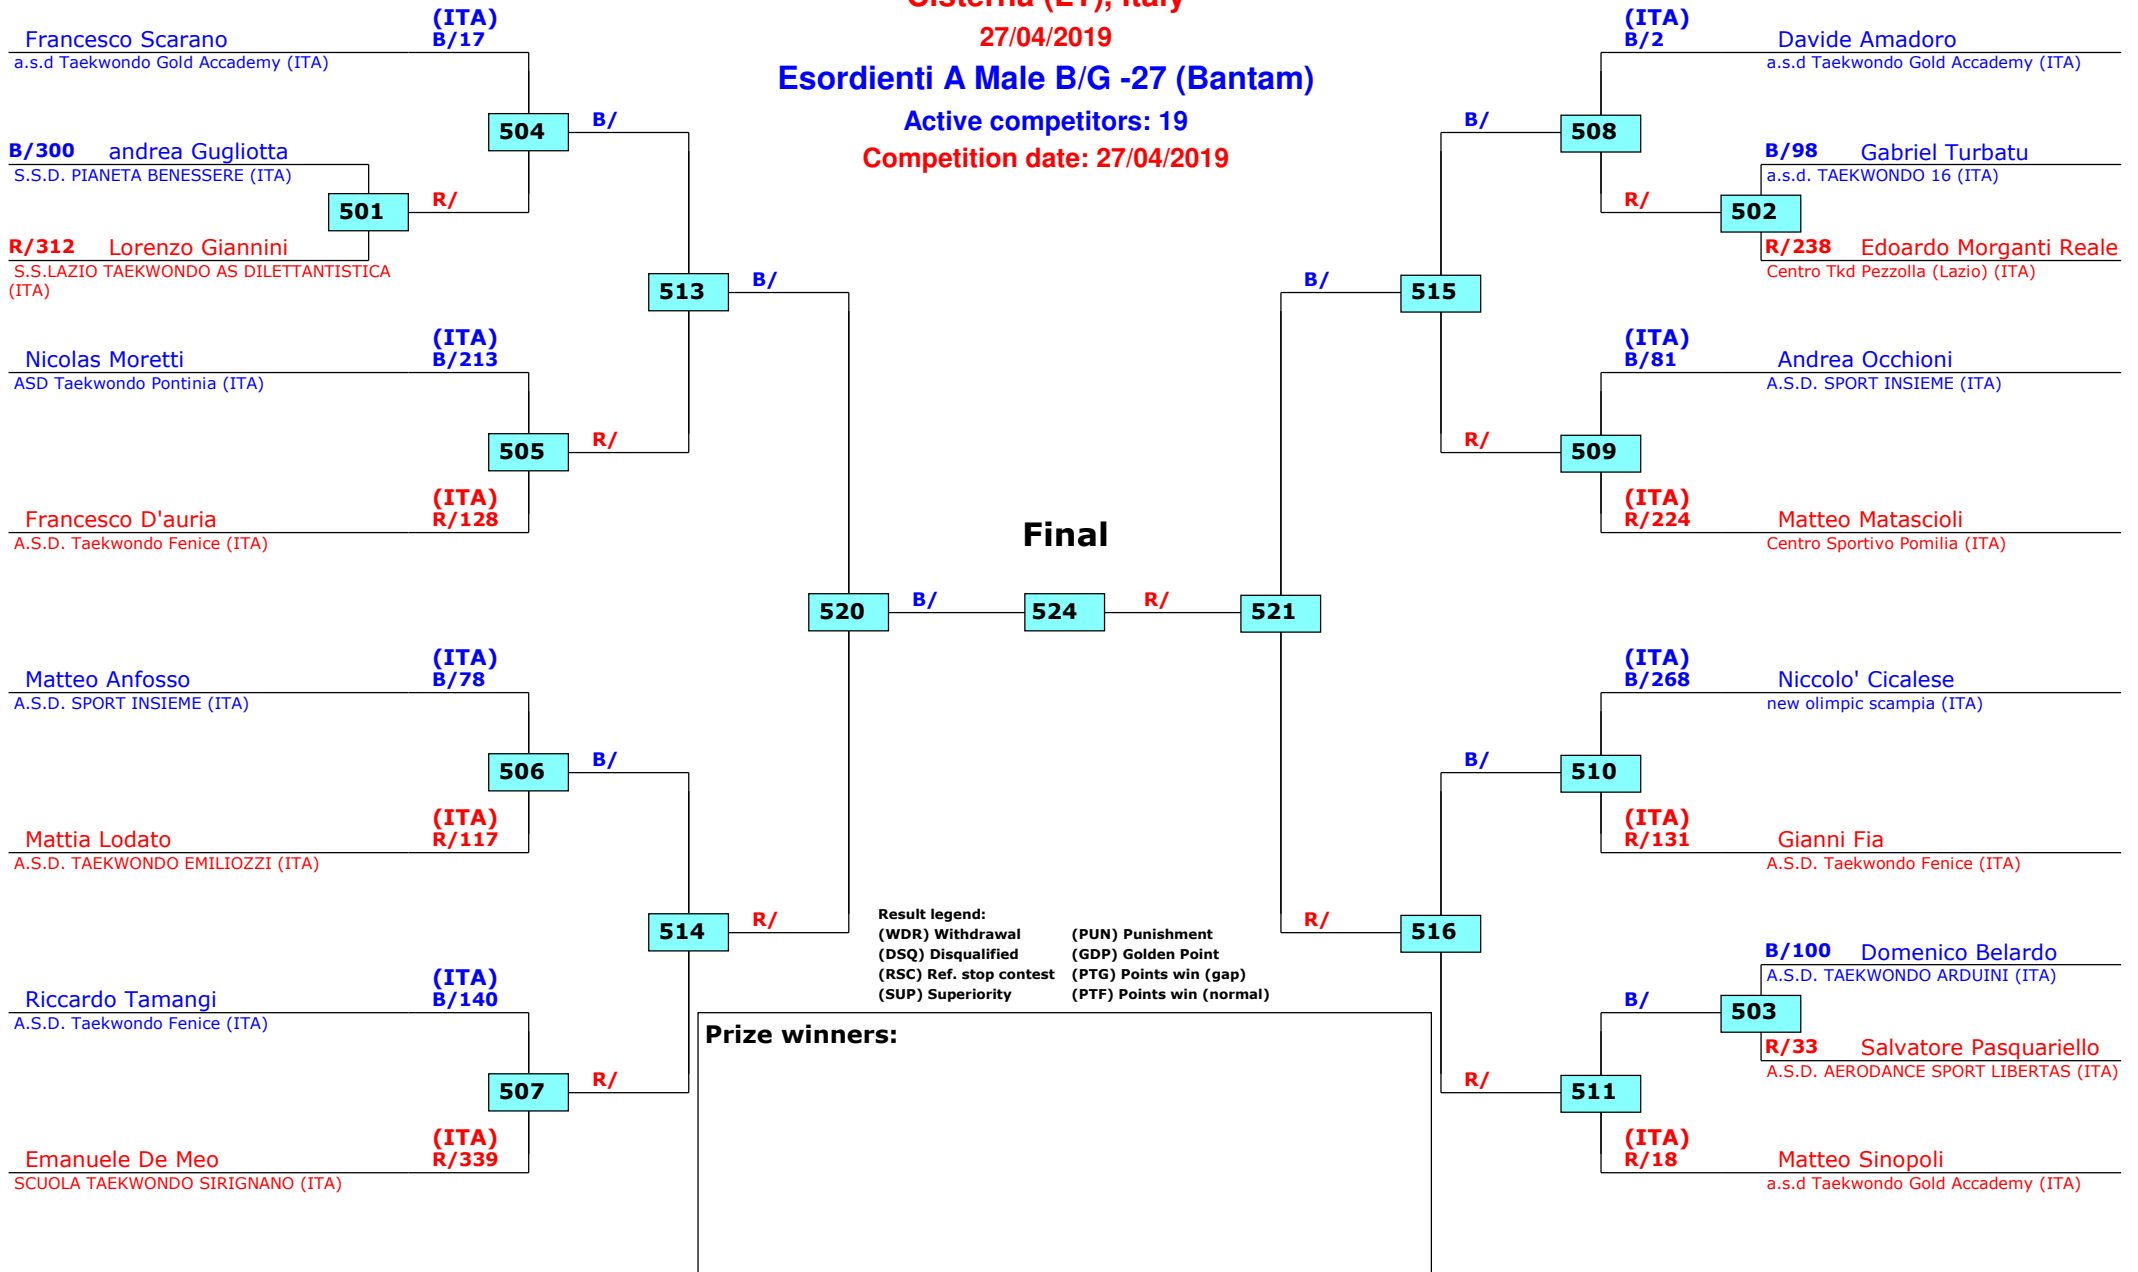 Cisterna (LT), Italy
27/04/2019
Esordienti A Male B/G -27 (Bantam)
Active competitors: 19
Competition date: 27/04/2019
(ITA)
Francesco Scarano B/17
a.s.d Taekwondo Gold Accademy (ITA)
504
B/
B/300 andrea Gugliotta
S.S.D. PIANETA BENESSERE (ITA)
501
R/
R/312 Lorenzo Giannini
S.S.LAZIO TAEKWONDO AS DILETTANTISTICA
(ITA)
513
B/
(ITA)
Nicolas Moretti B/213
ASD Taekwondo Pontinia (ITA)
505
R/
(ITA)
Francesco D'auria R/128
A.S.D. Taekwondo Fenice (ITA)
(ITA)
Matteo Anfosso B/78
A.S.D. SPORT INSIEME (ITA)
506
B/
(ITA)
Mattia Lodato R/117
A.S.D. TAEKWONDO EMILIOZZI (ITA)
514
R/
(ITA)
Riccardo Tamangi B/140
A.S.D. Taekwondo Fenice (ITA)
507
R/
(ITA)
Emanuele De Meo R/339
SCUOLA TAEKWONDO SIRIGNANO (ITA)
Final
520
B/
524
R/
521
(ITA)
B/2 Davide Amadoro
a.s.d Taekwondo Gold Accademy (ITA)
B/
508
B/98 Gabriel Turbatu
a.s.d. TAEKWONDO 16 (ITA)
R/
502
R/238 Edoardo Morganti Reale
Centro Tkd Pezzolla (Lazio) (ITA)
B/
515
(ITA)
B/81 Andrea Occhioni
A.S.D. SPORT INSIEME (ITA)
R/
509
(ITA)
R/224 Matteo Matascioli
Centro Sportivo Pomilia (ITA)
(ITA)
B/268 Niccolo' Cicalese
new olimpic scampia (ITA)
B/
510
(ITA)
R/131 Gianni Fia
A.S.D. Taekwondo Fenice (ITA)
R/
516
B/100 Domenico Belardo
A.S.D. TAEKWONDO ARDUINI (ITA)
B/
503
R/33 Salvatore Pasquariello
A.S.D. AERODANCE SPORT LIBERTAS (ITA)
R/
511
(ITA)
R/18 Matteo Sinopoli
a.s.d Taekwondo Gold Accademy (ITA)
Result legend:
(WDR) Withdrawal (PUN) Punishment
(DSQ) Disqualified (GDP) Golden Point
(RSC) Ref. stop contest (PTG) Points win (gap)
(SUP) Superiority (PTF) Points win (normal)
Prize winners: